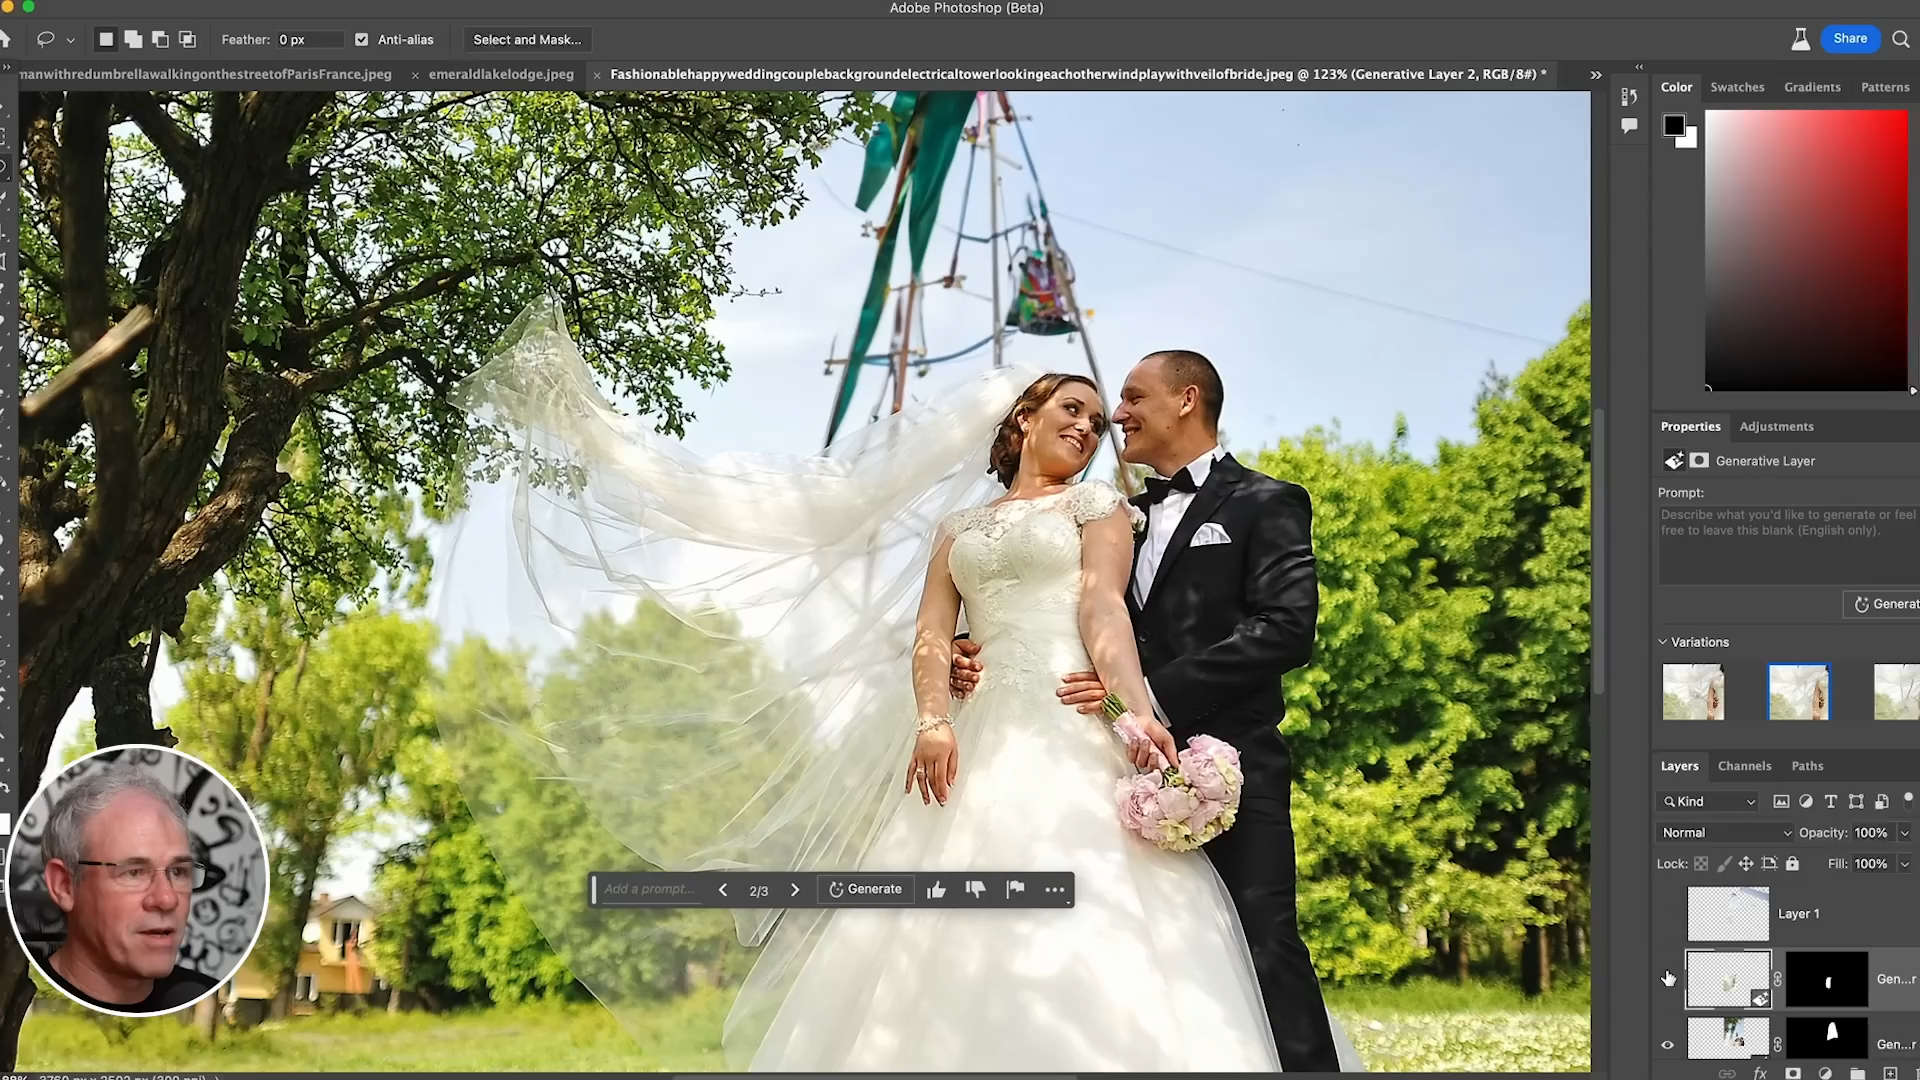 Adobe Photoshop (Beta)
Feather: 0 px Anti-alias Select and Mask... Share
manwithredumbrellawalkingonthestreetofParisFrance.jpeg × emeraldlakelodge.jpeg × Fashionablehappyweddingcouplebackgroundelectricaltowerlookingeachotherwindplaywithveilofbride.jpeg @ 123% (Generative Layer 2, RGB/8#) *
Color Swatches Gradients Patterns
Properties Adjustments
Generative Layer
Prompt:
Describe what you'd like to generate or feel
free to leave this blank (English only).
Generat
Variations
Layers Channels Paths
Kind
Normal Opacity: 100%
Lock: Fill: 100%
Add a prompt... 2/3 Generate
Layer 1
Gen...r
Gen...r
fx